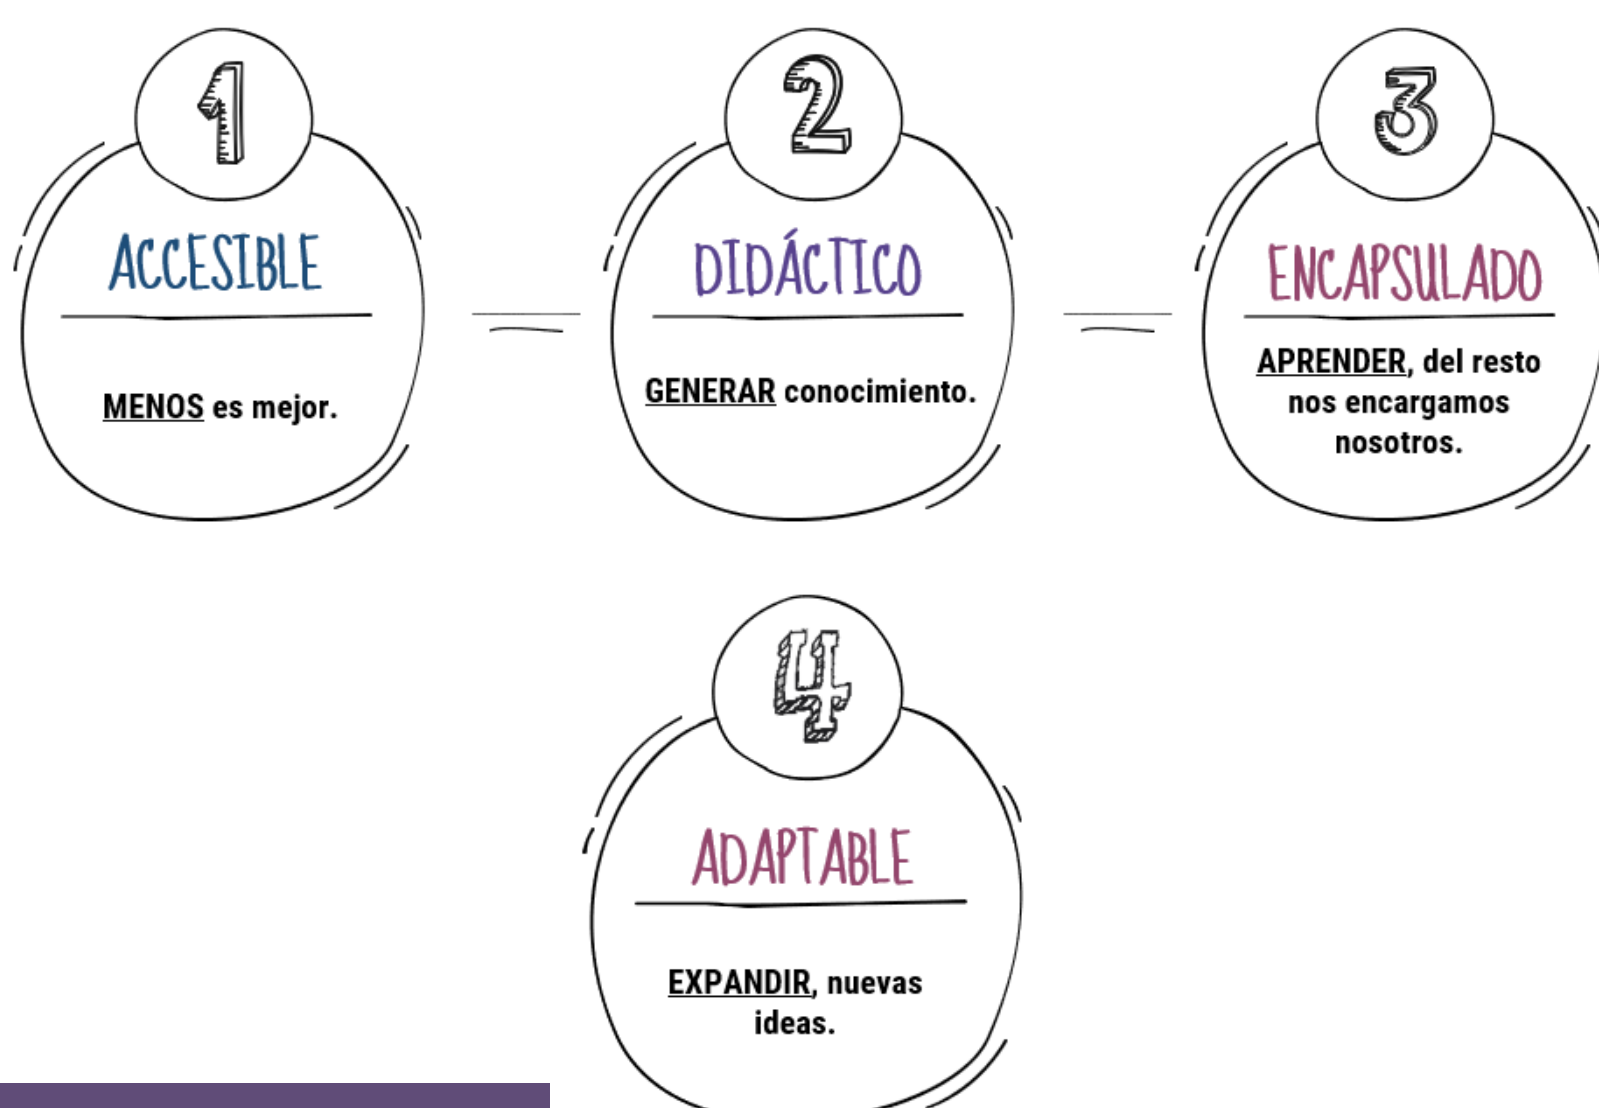 1
ACCESIBLE
MENOS es mejor.
2
DIDÁCTICO
GENERAR conocimiento.
3
ENCAPSULADO
APRENDER, del resto
nos encargamos
nosotros.
4
ADAPTABLE
EXPANDIR, nuevas
ideas.